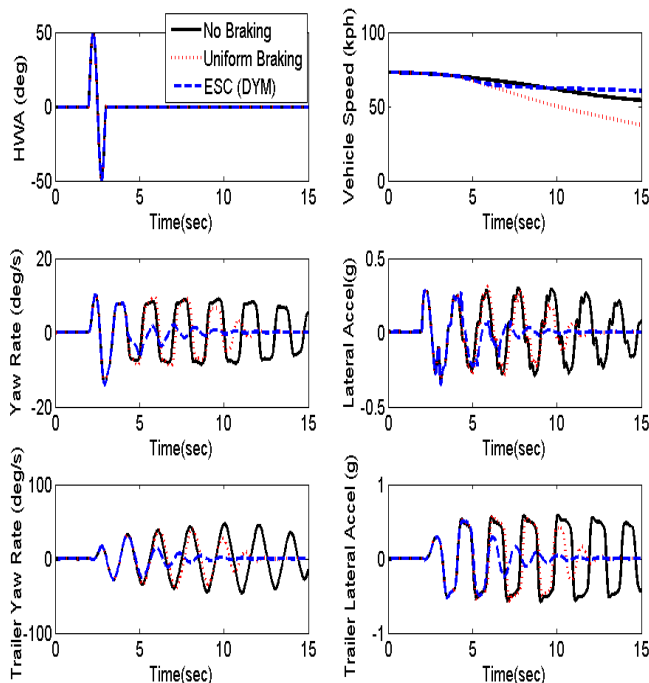 50
0
-50
0
5
10
15
HWA (deg)
Time(sec)
No Braking
Uniform Braking
ESC (DYM)
100
50
0
0
5
10
15
Vehicle Speed (kph)
Time(sec)
20
0
-20
0
5
10
15
Yaw Rate (deg/s)
Time(sec)
0.5
0
-0.5
0
5
10
15
Lateral Accel(g)
Time(sec)
100
0
-100
0
5
10
15
Trailer Yaw Rate (deg/s)
Time(sec)
1
0
-1
0
5
10
15
Trailer Lateral Accel (g)
Time(sec)